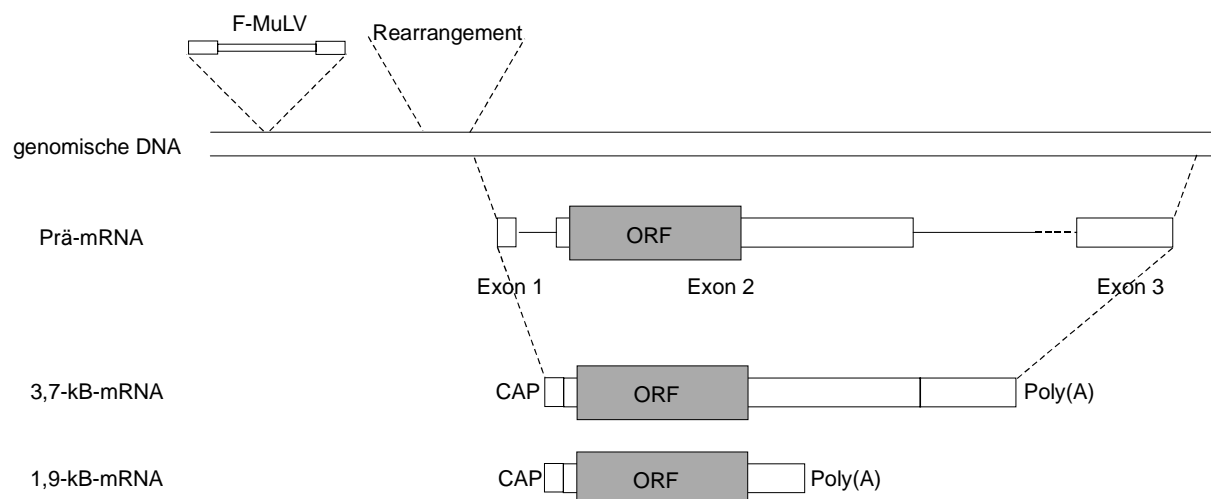 F-MuLV
Rearrangement
genomische DNA
Prä-mRNA
ORF
Exon 1
Exon 2
Exon 3
3,7-kB-mRNA
CAP
ORF
Poly(A)
1,9-kB-mRNA
CAP
ORF
Poly(A)